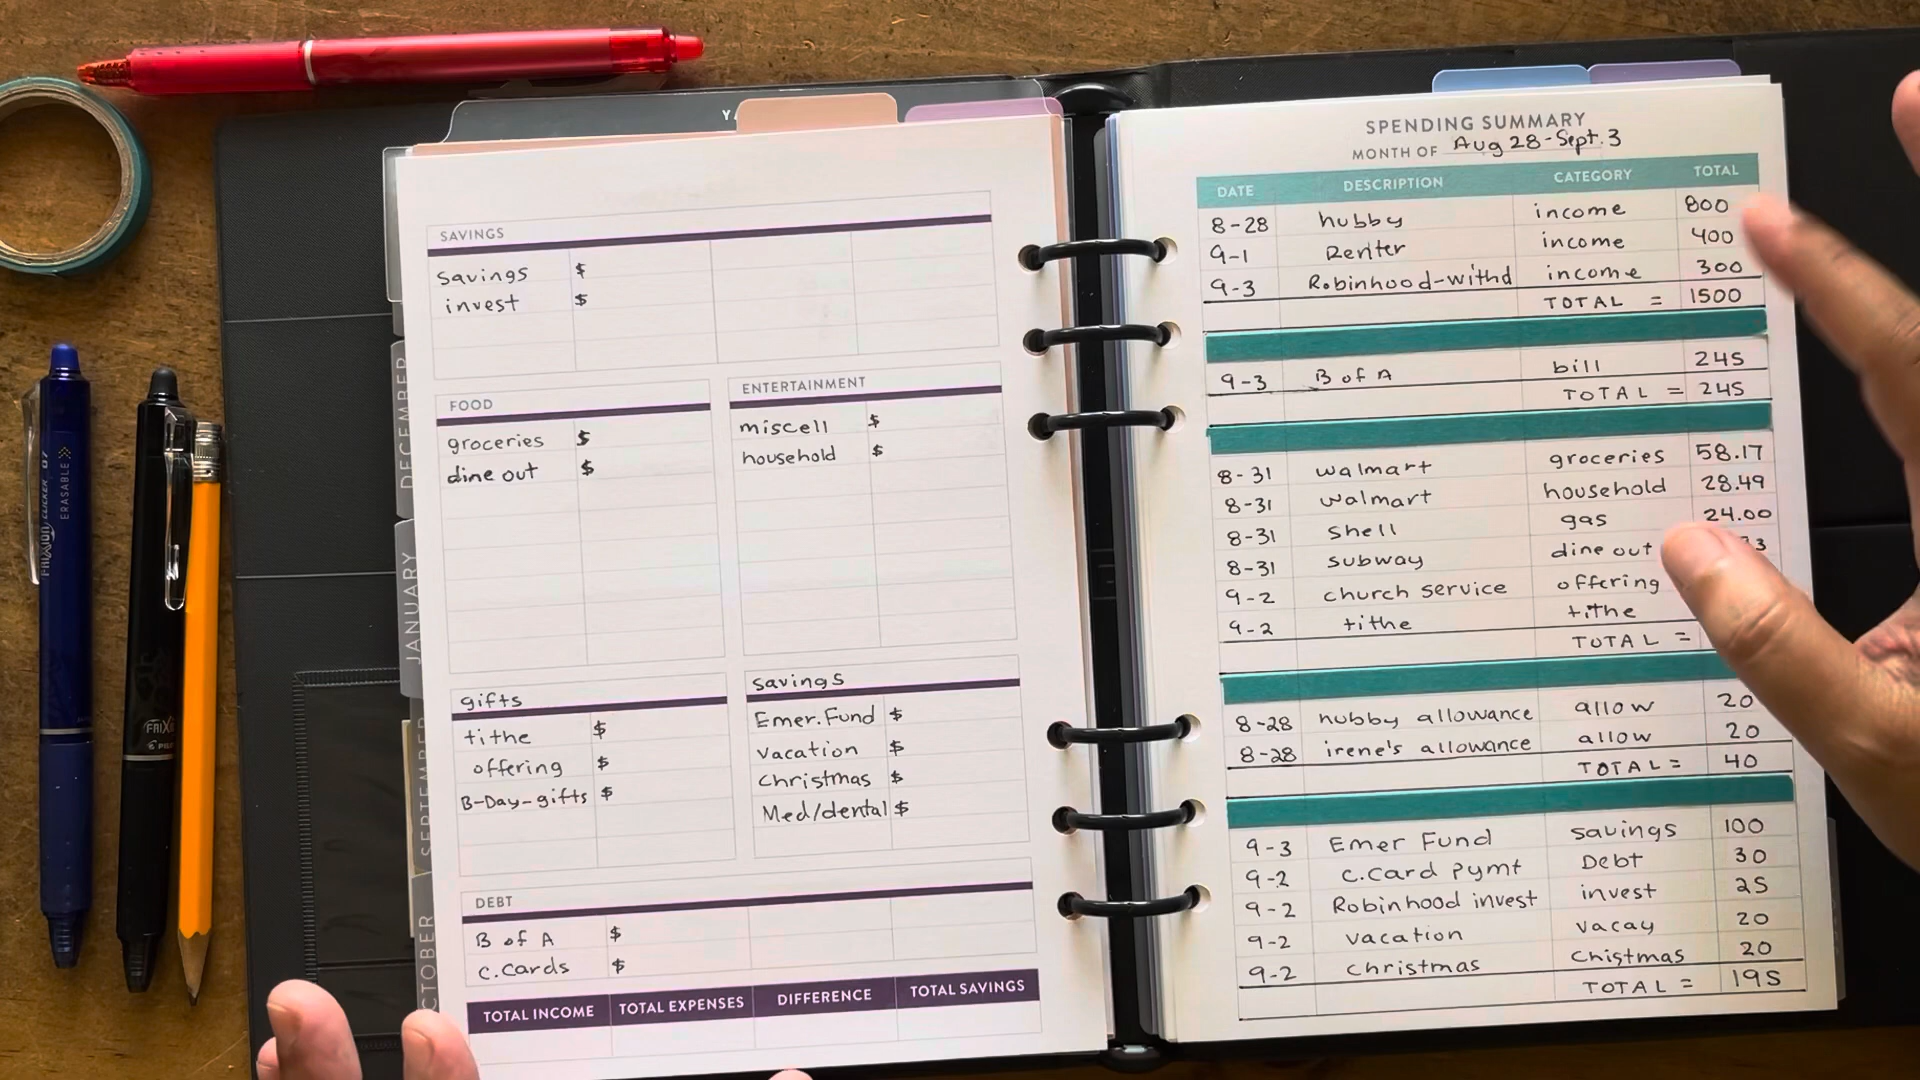 YA
SAVINGS
savings $
invest $
FOOD
groceries $
dine out $
ENTERTAINMENT
miscell $
household $
gifts
tithe $
offering $
B-Day-gifts $
savings
Emer.Fund $
vacation $
Christmas $
Med/dental $
DEBT
B of A $
C.Cards $
TOTAL INCOME TOTAL EXPENSES DIFFERENCE TOTAL SAVINGS
DECEMBER
JANUARY
SEPTEMBER
OCTOBER
SPENDING SUMMARY
MONTH OF Aug 28-Sept.3
DATE DESCRIPTION CATEGORY TOTAL
8-28 hubby income 800
9-1 Renter income 400
9-3 Robinhood-withd income 300
TOTAL = 1500
9-3 B of A bill 245
TOTAL = 245
8-31 walmart groceries 58.17
8-31 walmart household 28.49
8-31 shell gas 24.00
8-31 subway dine out
9-2 church service offering
9-2 tithe tithe
TOTAL =
8-28 hubby allowance allow 20
8-28 irene's allowance allow 20
TOTAL = 40
9-3 Emer Fund savings 100
9-2 C.Card Pymt Debt 30
9-2 Robinhood invest invest 25
9-2 vacation vacay 20
9-2 christmas Chistmas 20
TOTAL = 195
FRIXION CLICKER 07
ERASABLE
FRIXI
PILOT